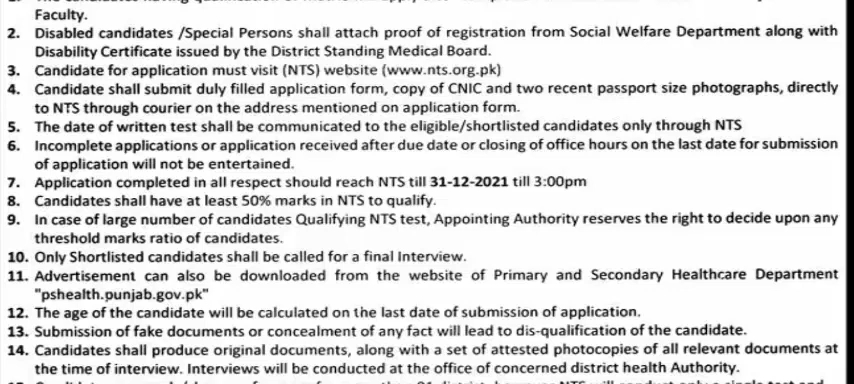 Faculty.
2. Disabled candidates /Special Persons shall attach proof of registration from Social Welfare Department along with
Disability Certificate issued by the District Standing Medical Board.
3. Candidate for application must visit (NTS) website (www.nts.org.pk)
4. Candidate shall submit duly filled application form, copy of CNIC and two recent passport size photographs, directly
to NTS through courier on the address mentioned on application form.
5. The date of written test shall be communicated to the eligible/shortlisted candidates only through NTS
6. Incomplete applications or application received after due date or closing of office hours on the last date for submission
of application will not be entertained.
7. Application completed in all respect should reach NTS till 31-12-2021 till 3:00pm
8. Candidates shall have at least 50% marks in NTS to qualify.
9. In case of large number of candidates Qualifying NTS test, Appointing Authority reserves the right to decide upon any
threshold marks ratio of candidates.
10. Only Shortlisted candidates shall be called for a final Interview.
11. Advertisement can also be downloaded from the website of Primary and Secondary Healthcare Department
"pshealth.punjab.gov.pk"
12. The age of the candidate will be calculated on the last date of submission of application.
13. Submission of fake documents or concealment of any fact will lead to dis-qualification of the candidate.
14. Candidates shall produce original documents, along with a set of attested photocopies of all relevant documents at
the time of interview. Interviews will be conducted at the office of concerned district health Authority.